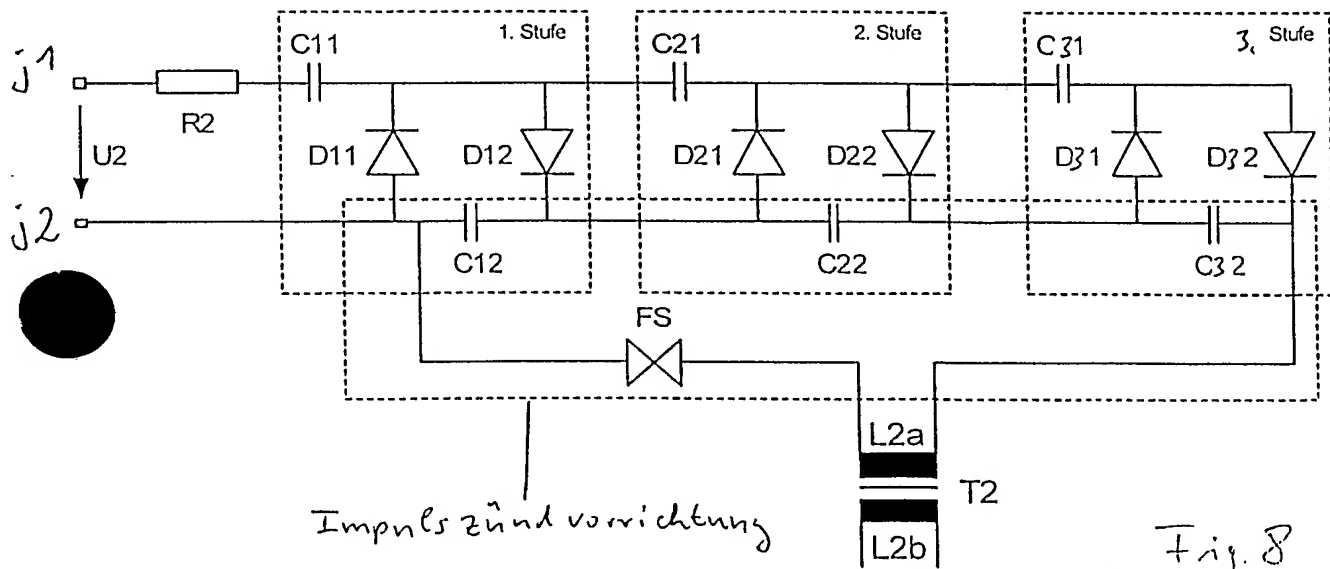 C11
1. Stufe
C21
2. Stufe
C31
3. Stufe
j1
R2
U2
D11
D12
D21
D22
D31
D32
j2
C12
C22
C32
FS
L2a
T2
L2b
Impulszündvorrichtung
Fig. 8